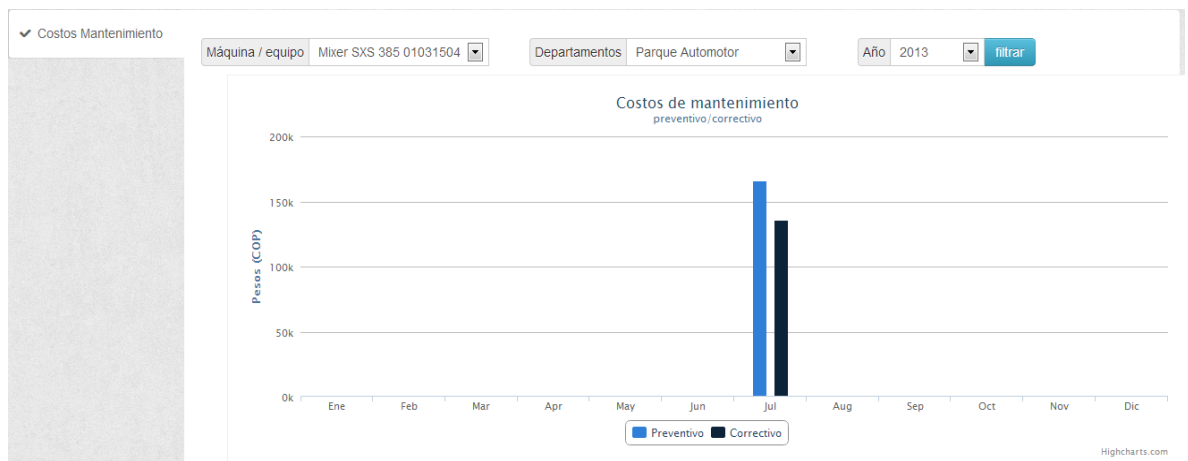 Costos Mantenimiento
Máquina / equipo Mixer SXS 385 01031504 Departamentos Parque Automotor Año 2013 filtrar
Costos de mantenimiento
preventivo/correctivo
200k
150k
100k
50k
0k
Pesos (COP)
Ene Feb Mar Apr May Jun Jul Aug Sep Oct Nov Dic
Preventivo Correctivo
Highcharts.com